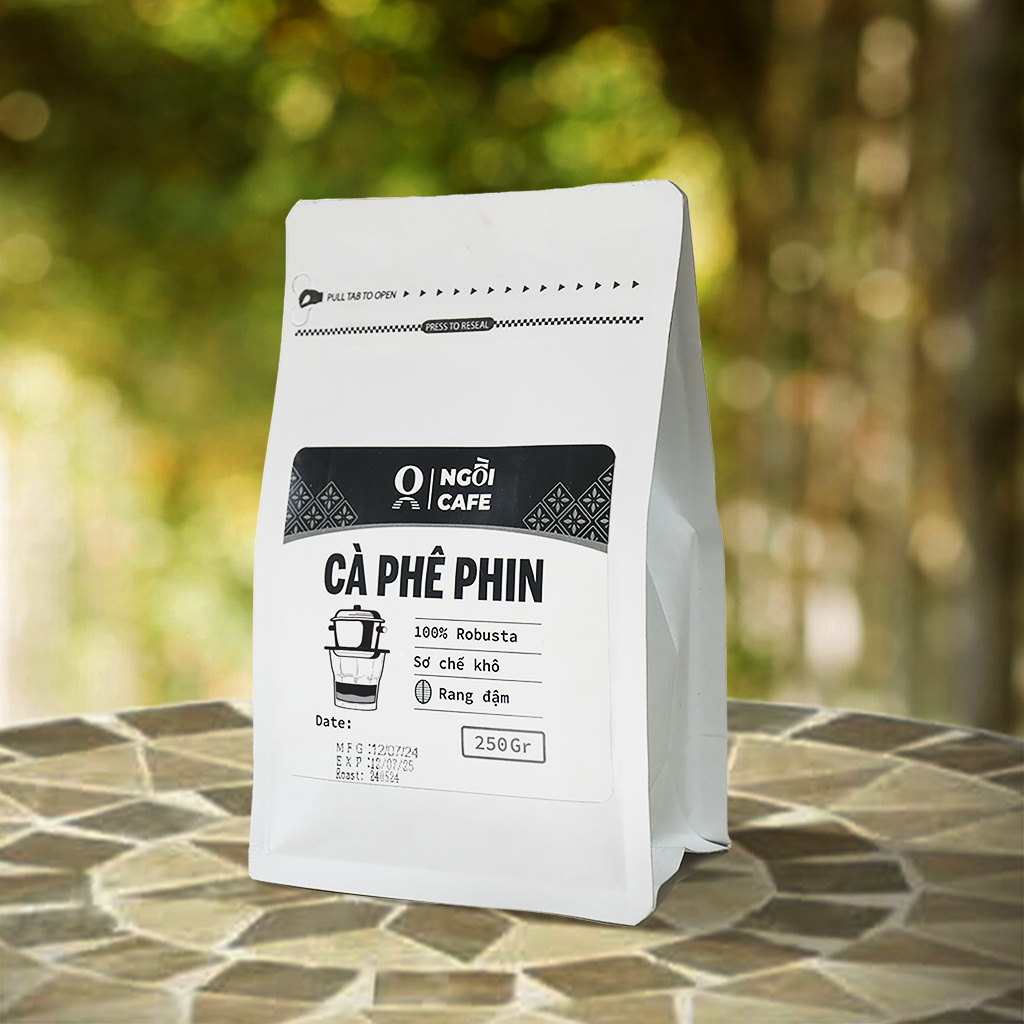 PULL TAB TO OPEN
PRESS TO RESEAL
NGỒI
CAFE
CÀ PHÊ PHIN
100% Robusta
Sơ chế khô
Rang đậm
Date:
250Gr
MFG:12/07/24
EXP:12/07/25
Roast: 240524